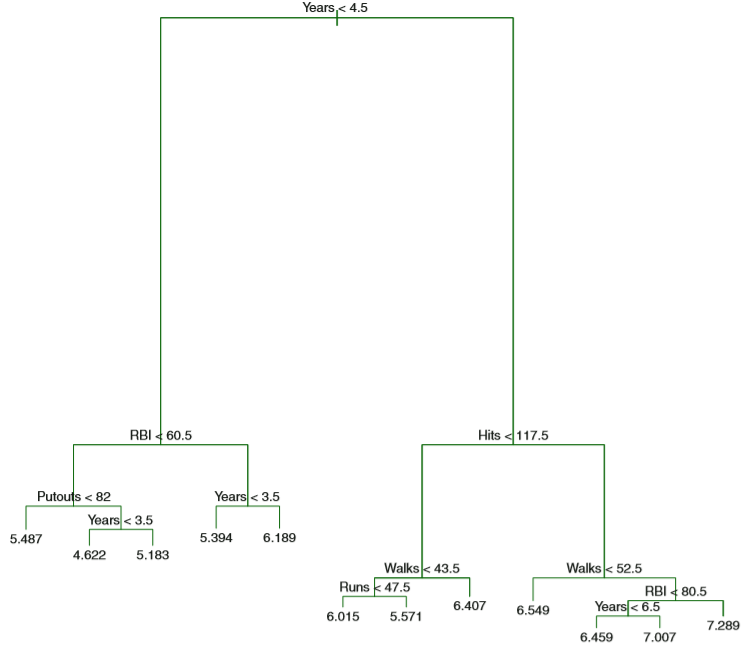 Years < 4.5
RBI < 60.5
Hits < 117.5
Putouts < 82
Years < 3.5
Years < 3.5
5.487
4.622
5.183
5.394
6.189
Walks < 43.5
Walks < 52.5
Runs < 47.5
RBI < 80.5
Years < 6.5
6.015
5.571
6.407
6.549
6.459
7.007
7.289